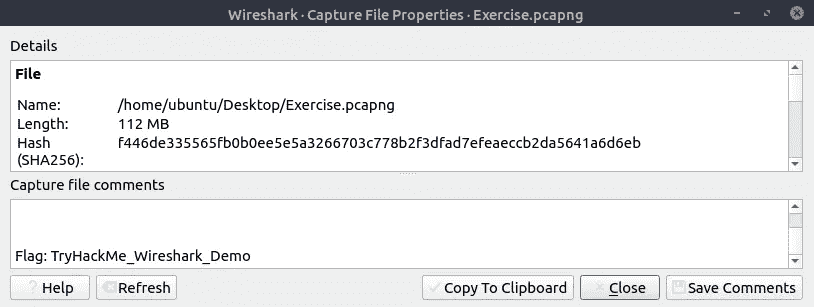 Wireshark · Capture File Properties · Exercise.pcapng
Details
File
Name: /home/ubuntu/Desktop/Exercise.pcapng
Length: 112 MB
Hash f446de335565fb0b0ee5e5a3266703c778b2f3dfad7efeaeccb2da5641a6d6eb
(SHA256):
Capture file comments
Flag: TryHackMe_Wireshark_Demo
? Help
Refresh
Copy To Clipboard
Close
Save Comments